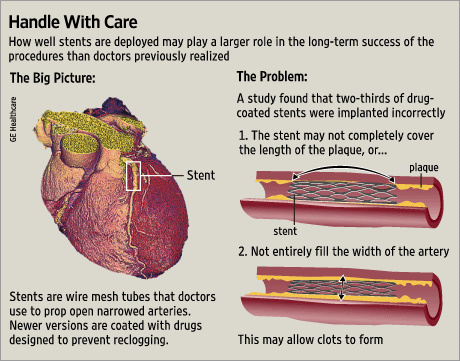 Handle With Care
How well stents are deployed may play a larger role in the long-term success of the
procedures than doctors previously realized
The Big Picture:
GE Healthcare
Stent
Stents are wire mesh tubes that doctors
use to prop open narrowed arteries.
Newer versions are coated with drugs
designed to prevent reclogging.
The Problem:
A study found that two-thirds of drug-
coated stents were implanted incorrectly
1. The stent may not completely cover
the length of the plaque, or...
plaque
stent
2. Not entirely fill the width of the artery
This may allow clots to form